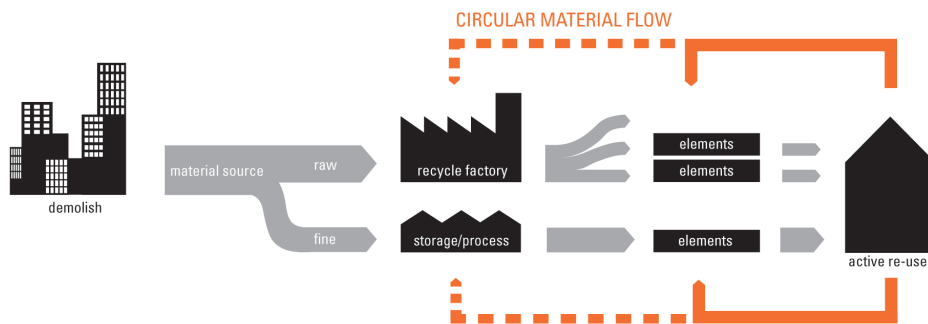 CIRCULAR MATERIAL FLOW
demolish
material source
raw
fine
recycle factory
storage/process
elements
elements
elements
active re-use